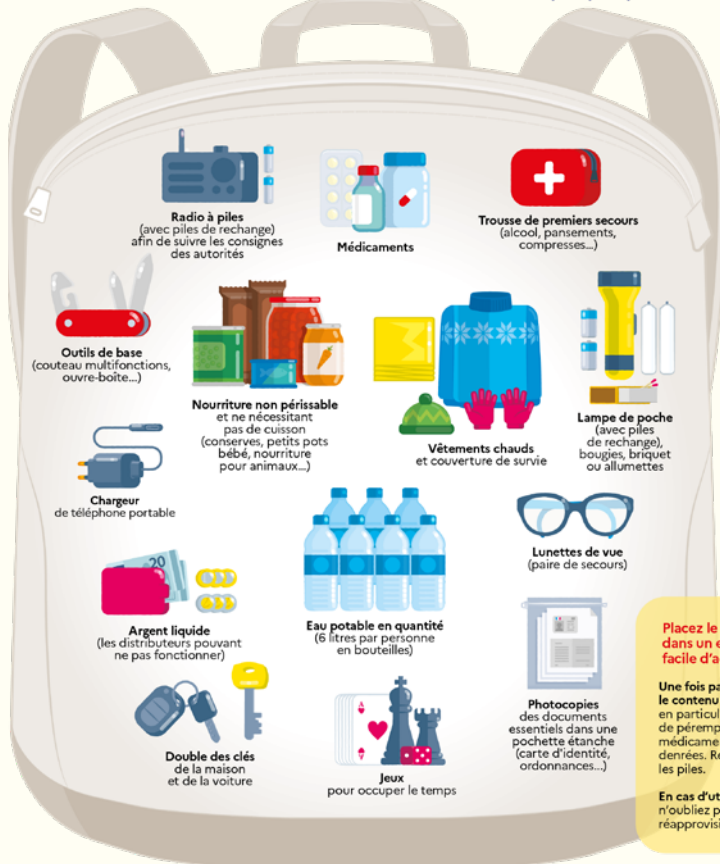 Radio à piles
(avec piles de rechange)
afin de suivre les consignes
des autorités
Médicaments
Trousse de premiers secours
(alcool, pansements,
compresses...)
Outils de base
(couteau multifonctions,
ouvre-boîte...)
Nourriture non périssable
et ne nécessitant
pas de cuisson
(conserves, petits pots
bébé, nourriture
pour animaux...)
Vêtements chauds
et couverture de survie
Lampe de poche
(avec piles
de rechange),
bougies, briquet
ou allumettes
Chargeur
de téléphone portable
20
Argent liquide
(les distributeurs pouvant
ne pas fonctionner)
Eau potable en quantité
(6 litres par personne
en bouteilles)
Lunettes de vue
(paire de secours)
Double des clés
de la maison
et de la voiture
A
Jeux
pour occuper le temps
Photocopies
des documents
essentiels dans une
pochette étanche
(carte d'identité,
ordonnances...)
Placez le
dans un
facile d'a
Une fois pa
le contenu
en particul
de péremp
médicame
denrées. Re
les piles.
En cas d'ut
n'oubliez p
réapprovisi